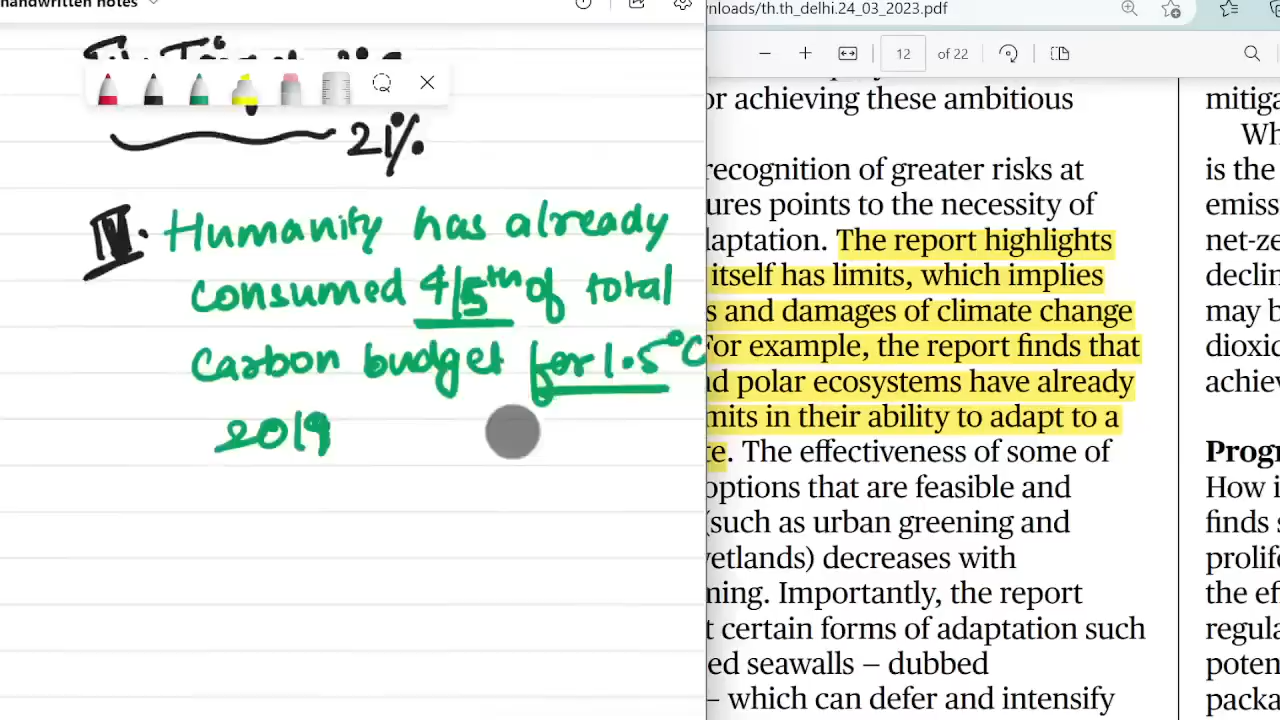 handwritten notes
21%
IV. Humanity has already
consumed 4/5th of total
carbon budget for 1.5°C
2019
nloads/th.th_delhi.24_03_2023.pdf
12 of 22
or achieving these ambitious
recognition of greater risks at
ures points to the necessity of
laptation. The report highlights
itself has limits, which implies
s and damages of climate change
For example, the report finds that
nd polar ecosystems have already
mits in their ability to adapt to a
te. The effectiveness of some of
options that are feasible and
(such as urban greening and
vetlands) decreases with
ning. Importantly, the report
t certain forms of adaptation such
ed seawalls – dubbed
– which can defer and intensify
mitiga
Wh
is the
emiss
net-ze
declin
may b
dioxid
achiev
Progr
How i
finds s
prolife
the ef
regula
poten
packa